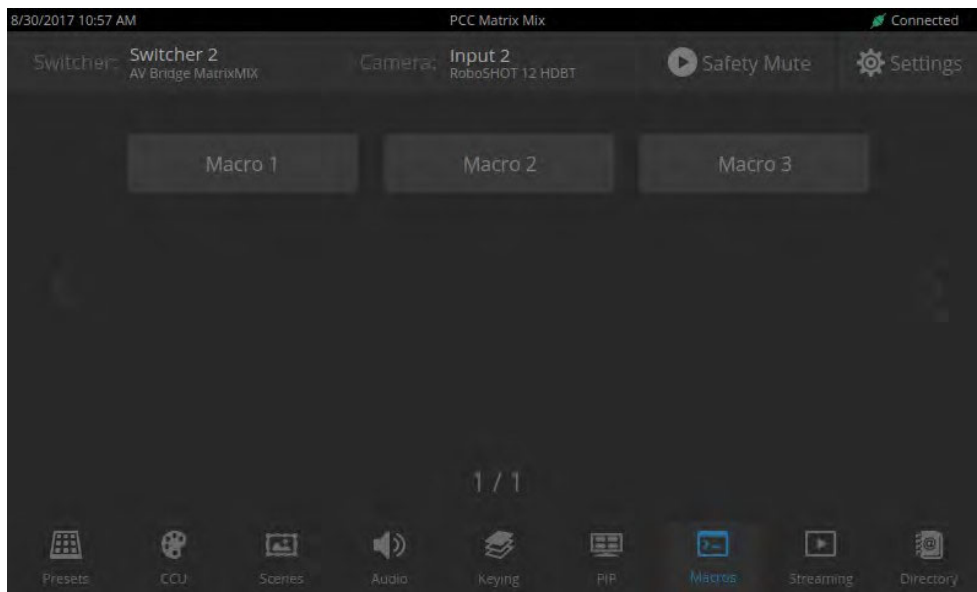 8/30/2017 10:57 AM PCC Matrix Mix Connected
Switcher: Switcher 2 Camera: Input 2 Safety Mute Settings
AV Bridge MatrixMIX RoboSHOT 12 HDBT
Macro 1 Macro 2 Macro 3
1 / 1
Presets CCU Scenes Audio Keying PIP Macros Streaming Directory